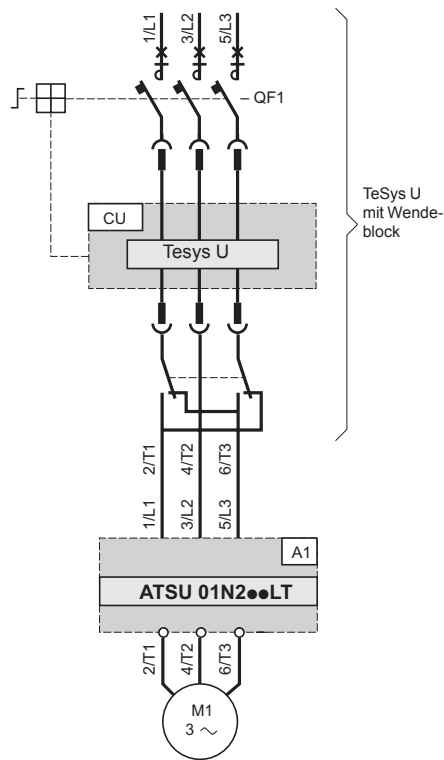 1/L1
3/L2
5/L3
QF1
TeSys U
mit Wende-
block
CU
Tesys U
2/T1
4/T2
6/T3
1/L1
3/L2
5/L3
A1
ATSU 01N2●●LT
2/T1
4/T2
6/T3
M1
3 ~